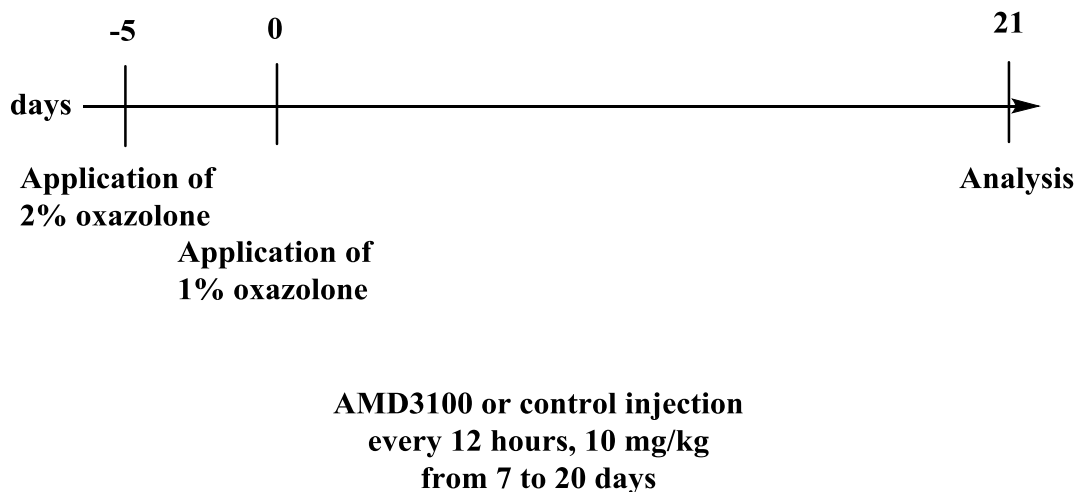 -5
0
21
days
Application of
2% oxazolone
Analysis
Application of
1% oxazolone
AMD3100 or control injection
every 12 hours, 10 mg/kg
from 7 to 20 days